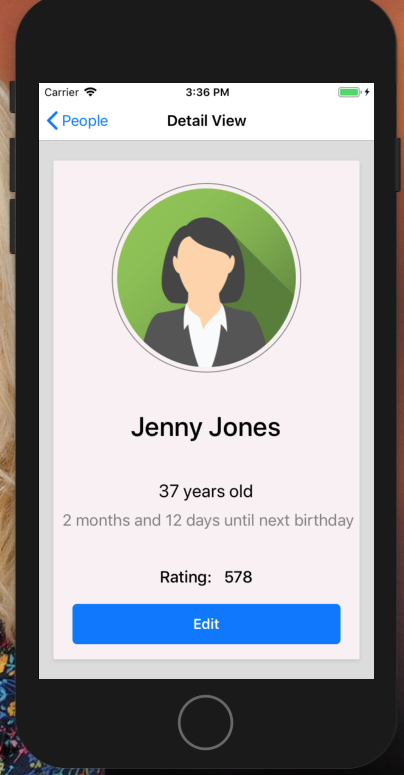 Carrier 3:36 PM
People Detail View
Jenny Jones
37 years old
2 months and 12 days until next birthday
Rating: 578
Edit